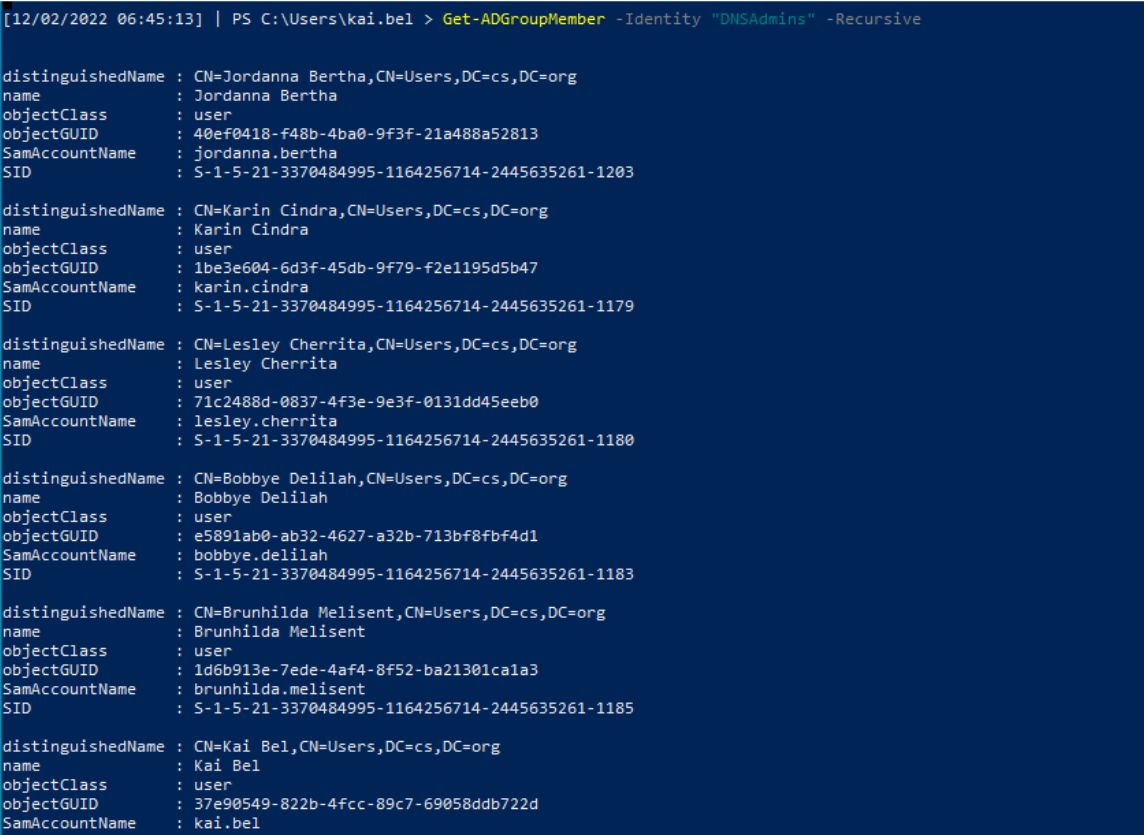 [12/02/2022 06:45:13] | PS C:\Users\kai.bel > Get-ADGroupMember -Identity "DNSAdmins" -Recursive
distinguishedName : CN=Jordanna Bertha,CN=Users,DC=cs,DC=org
name : Jordanna Bertha
objectClass : user
objectGUID : 40ef0418-f48b-4ba0-9f3f-21a488a52813
SamAccountName : jordanna.bertha
SID : S-1-5-21-3370484995-1164256714-2445635261-1203
distinguishedName : CN=Karin Cindra,CN=Users,DC=cs,DC=org
name : Karin Cindra
objectClass : user
objectGUID : 1be3e604-6d3f-45db-9f79-f2e1195d5b47
SamAccountName : karin.cindra
SID : S-1-5-21-3370484995-1164256714-2445635261-1179
distinguishedName : CN=Lesley Cherrita,CN=Users,DC=cs,DC=org
name : Lesley Cherrita
objectClass : user
objectGUID : 71c2488d-0837-4f3e-9e3f-0131dd45eeb0
SamAccountName : lesley.cherrita
SID : S-1-5-21-3370484995-1164256714-2445635261-1180
distinguishedName : CN=Bobbye Delilah,CN=Users,DC=cs,DC=org
name : Bobbye Delilah
objectClass : user
objectGUID : e5891ab0-ab32-4627-a32b-713bf8fbf4d1
SamAccountName : bobbye.delilah
SID : S-1-5-21-3370484995-1164256714-2445635261-1183
distinguishedName : CN=Brunhilda Melisent,CN=Users,DC=cs,DC=org
name : Brunhilda Melisent
objectClass : user
objectGUID : 1d6b913e-7ede-4af4-8f52-ba21301ca1a3
SamAccountName : brunhilda.melisent
SID : S-1-5-21-3370484995-1164256714-2445635261-1185
distinguishedName : CN=Kai Bel,CN=Users,DC=cs,DC=org
name : Kai Bel
objectClass : user
objectGUID : 37e90549-822b-4fcc-89c7-69058ddb722d
SamAccountName : kai.bel